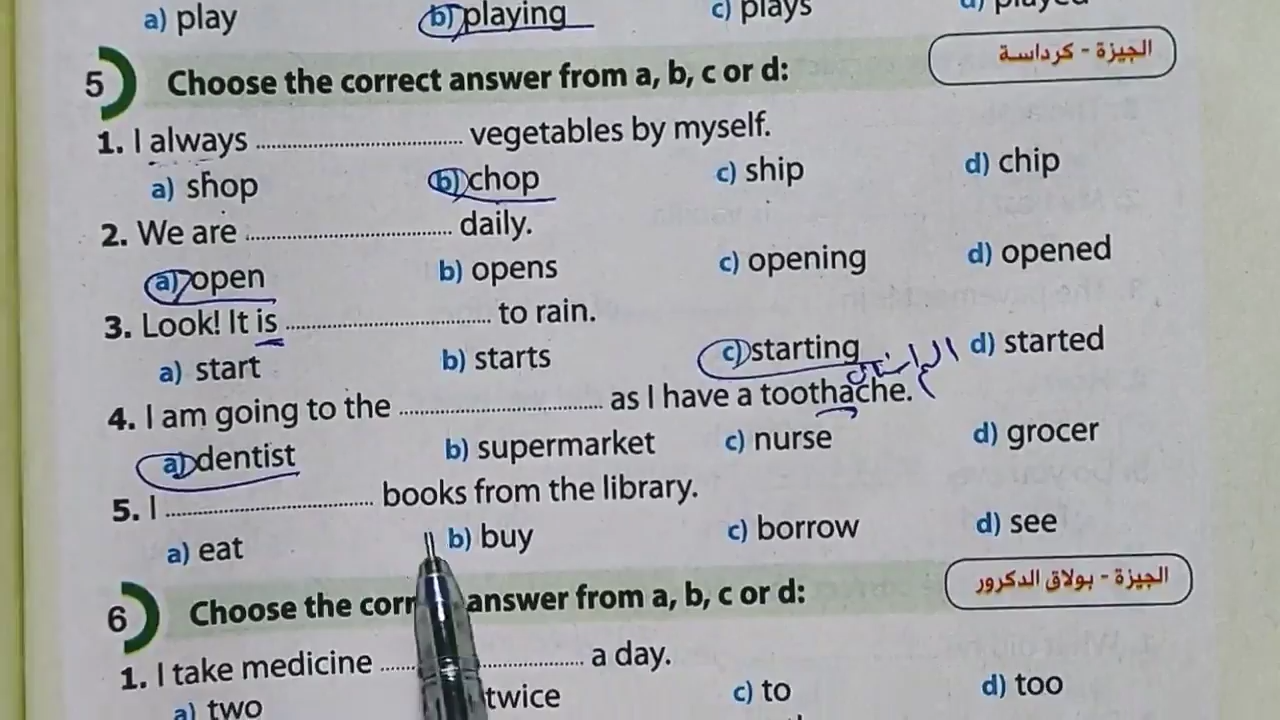 a) play b) playing c) plays d) played
5 Choose the correct answer from a, b, c or d: الجيزة - كرداسة
1. I always .................... vegetables by myself.
a) shop b) chop c) ship d) chip
2. We are .................... daily.
a) open b) opens c) opening d) opened
3. Look! It is .................... to rain.
a) start b) starts c) starting d) started
4. I am going to the .................... as I have a toothache.
a) dentist b) supermarket c) nurse d) grocer
5. I .................... books from the library.
a) eat b) buy c) borrow d) see
6 Choose the corr answer from a, b, c or d: الجيزة - بولاق الدكرور
1. I take medicine .................... a day.
a) two twice c) to d) too